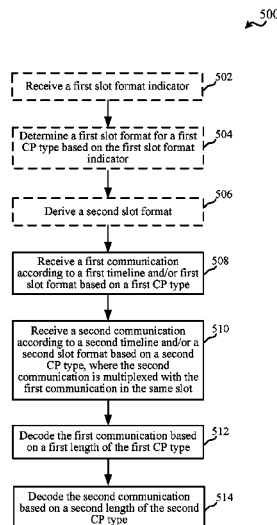 500
Receive a first slot format indicator
502
Determine a first slot format for a first
CP type based on the first slot format
indicator
504
Derive a second slot format
506
Receive a first communication
according to a first timeline and/or first
slot format based on a first CP type
508
Receive a second communication
according to a second timeline and/or a
second slot format based on a second
CP type, where the second
communication is multiplexed with the
first communication in the same slot
510
Decode the first communication based
on a first length of the first CP type
512
Decode the second communication
based on a second length of the
second CP type
514